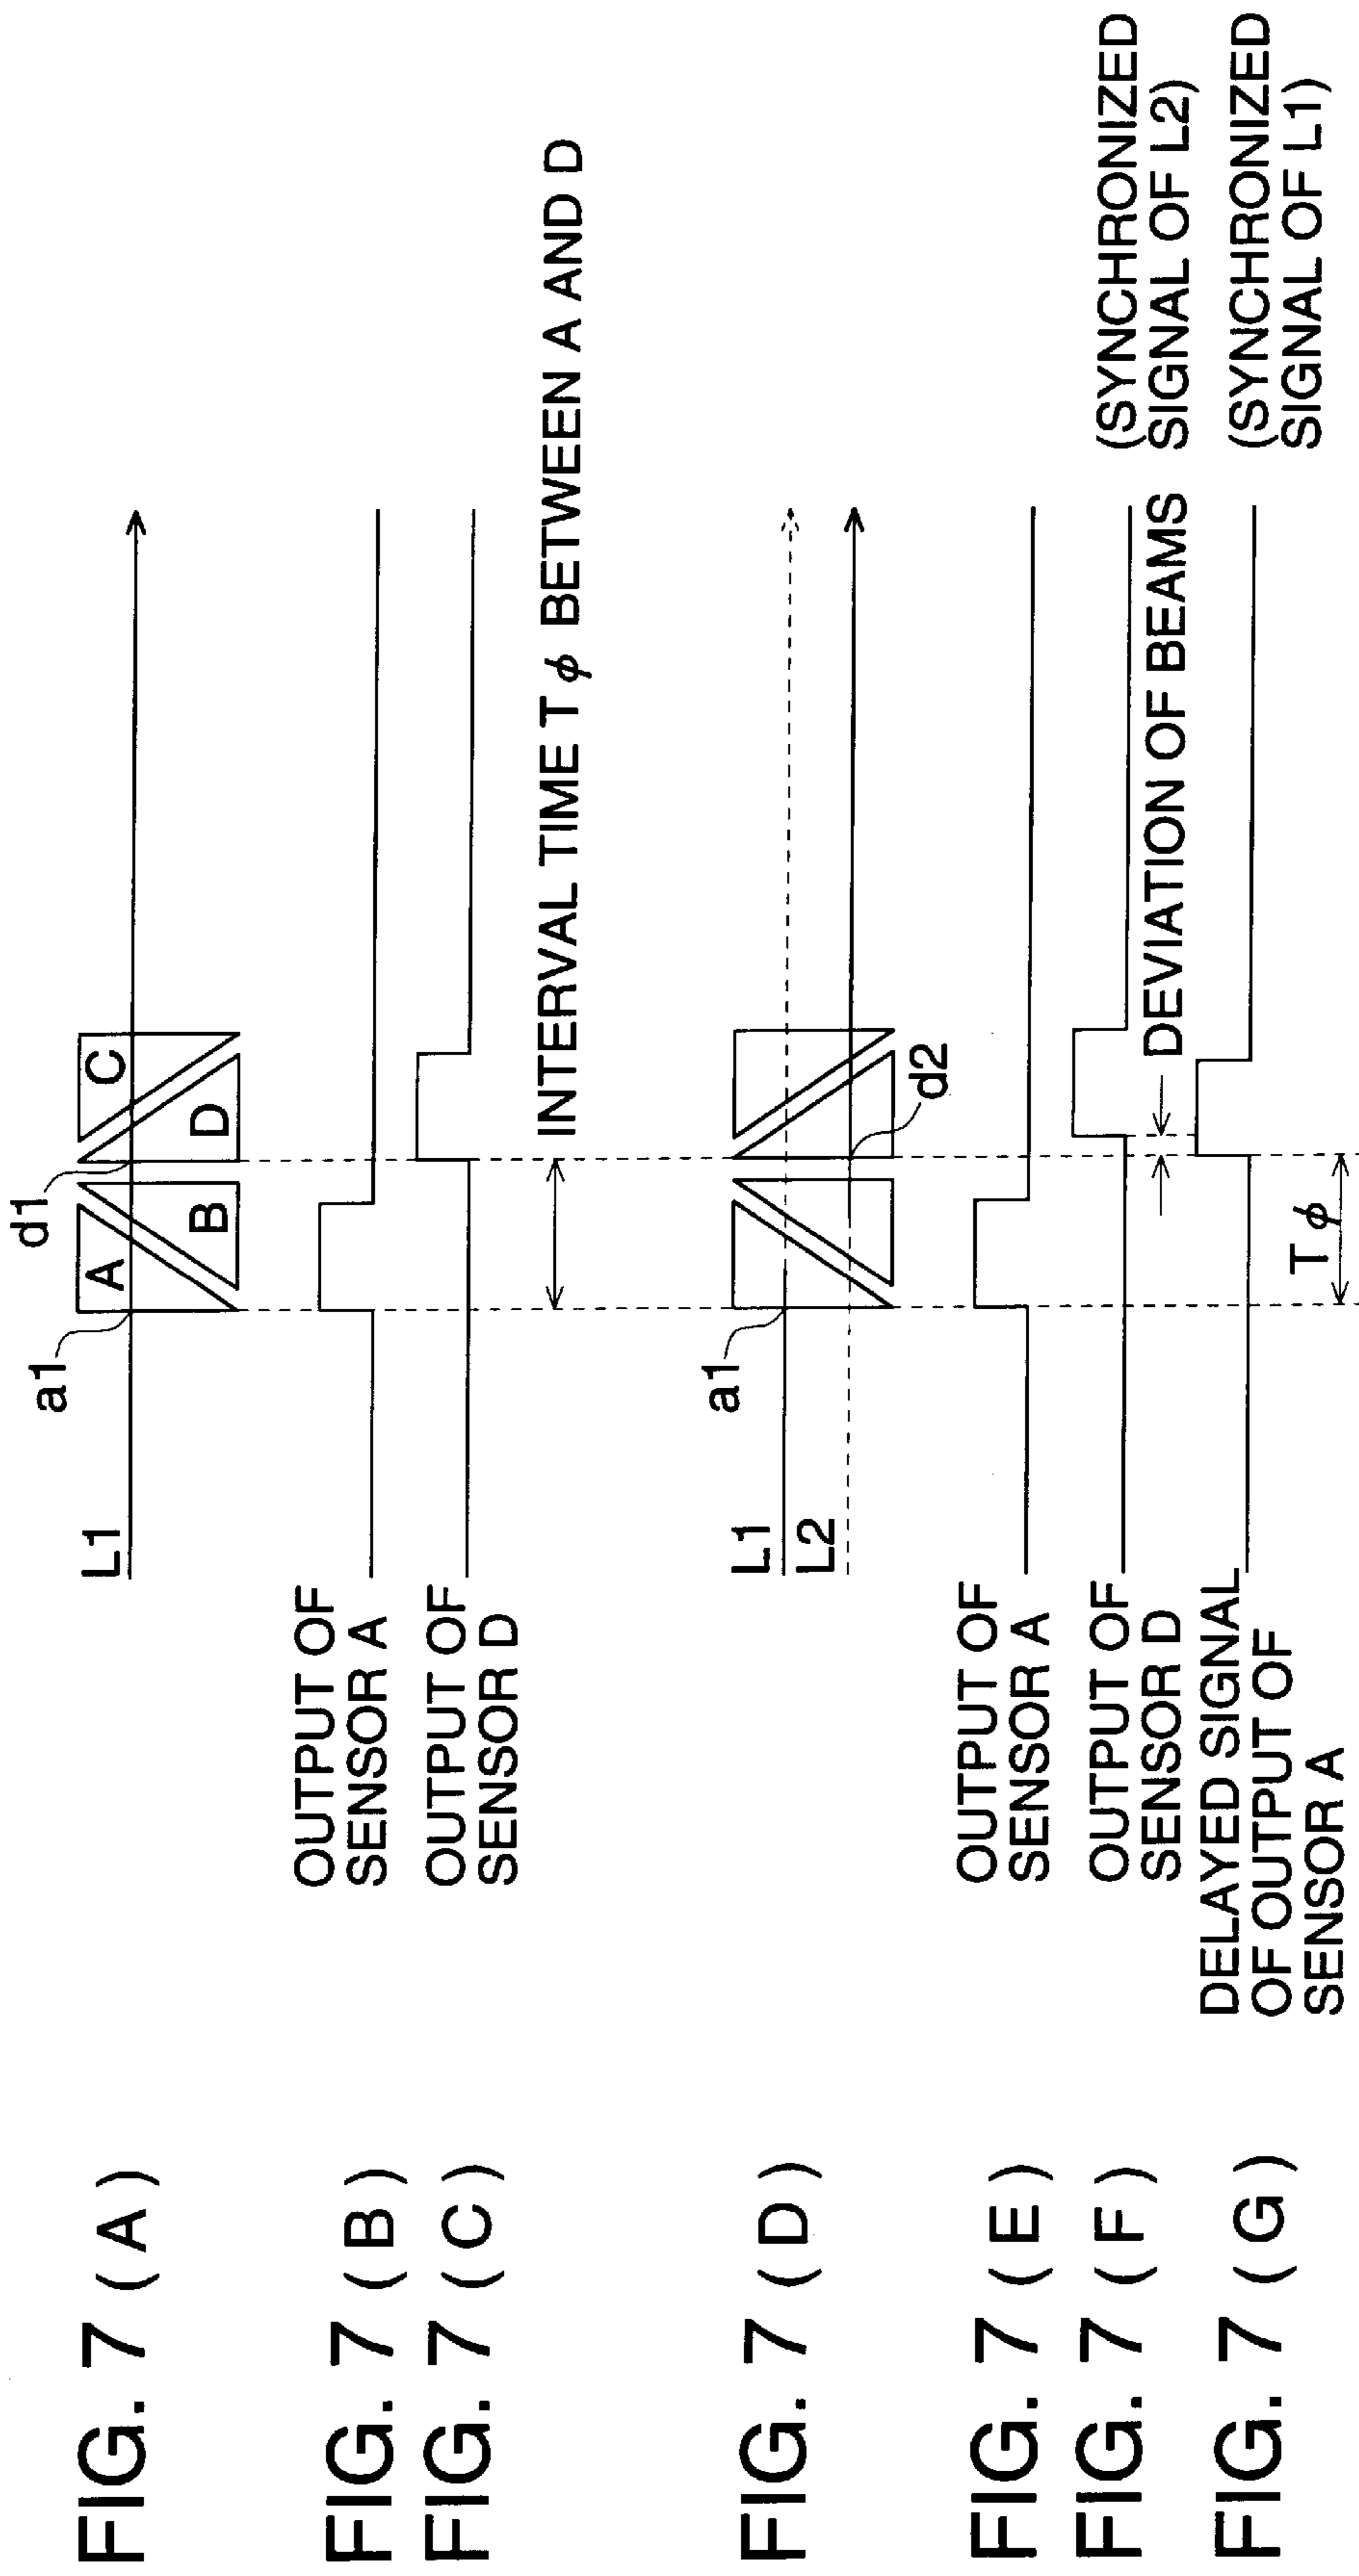 FIG. 7 (A)
L1
a1
d1
A
B
C
D
FIG. 7 (B)
OUTPUT OF
SENSOR A
FIG. 7 (C)
OUTPUT OF
SENSOR D
INTERVAL TIME T ϕ BETWEEN A AND D
FIG. 7 (D)
L1
L2
a1
d2
FIG. 7 (E)
OUTPUT OF
SENSOR A
FIG. 7 (F)
OUTPUT OF
SENSOR D
(SYNCHRONIZED
SIGNAL OF L2)
DEVIATION OF BEAMS
FIG. 7 (G)
DELAYED SIGNAL
OF OUTPUT OF
SENSOR A
(SYNCHRONIZED
SIGNAL OF L1)
T ϕ